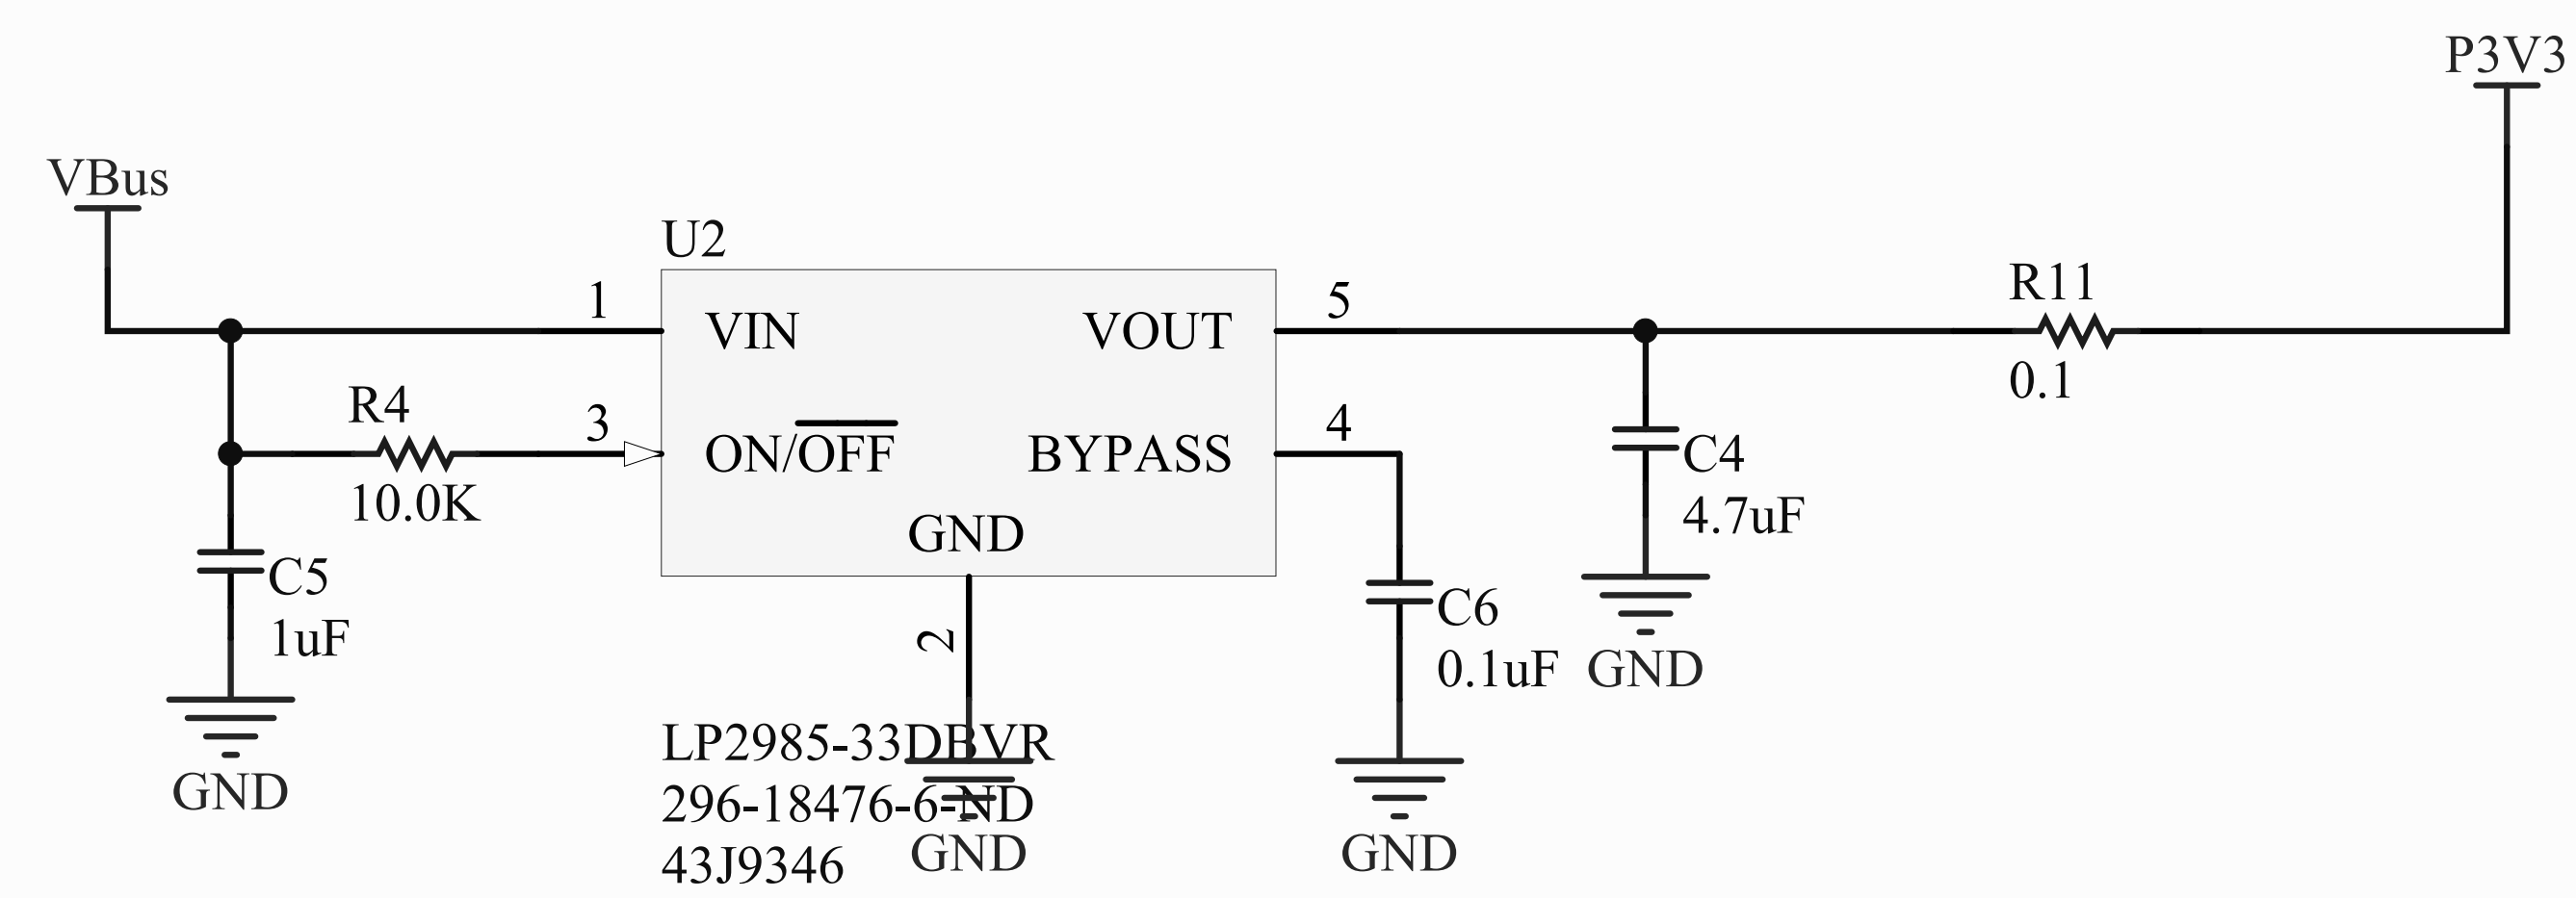 P3V3
VBus
U2
1
VIN
VOUT
5
R11
0.1
R4
10.0K
3
ON/OFF
BYPASS
4
GND
2
C4
4.7uF
GND
C5
1uF
GND
C6
0.1uF
GND
LP2985-33DBVR
296-18476-6-ND
43J9346
GND